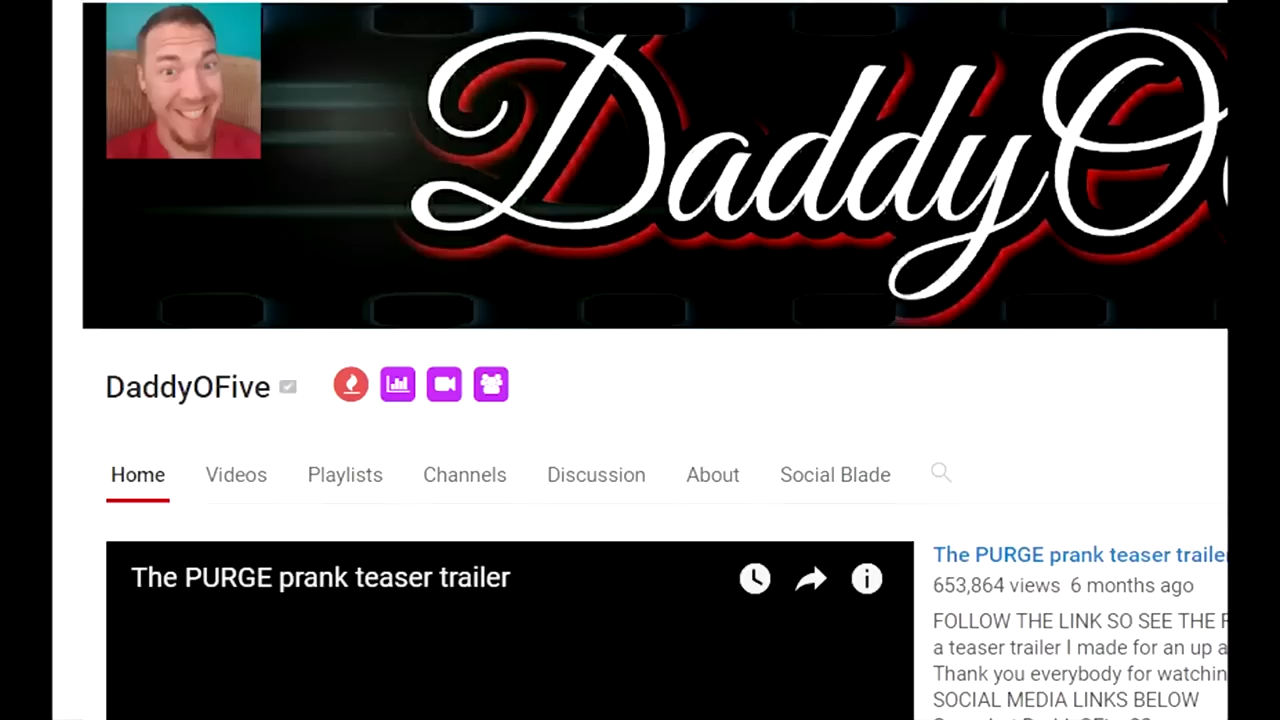 DaddyO
DaddyOFive
Home Videos Playlists Channels Discussion About Social Blade
The PURGE prank teaser trailer
The PURGE prank teaser traile
653,864 views 6 months ago
FOLLOW THE LINK SO SEE THE
a teaser trailer I made for an up a
Thank you everybody for watchin
SOCIAL MEDIA LINKS BELOW